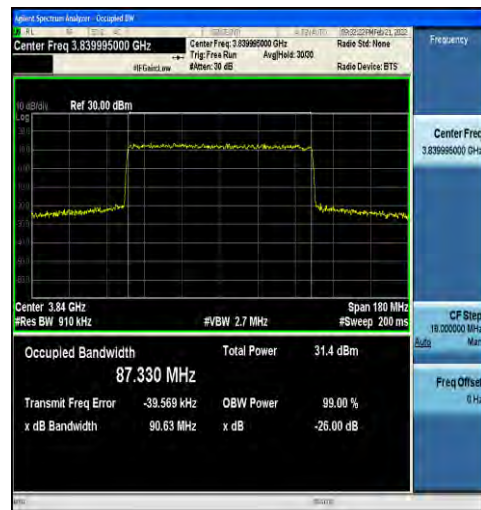 Agilent Spectrum Analyzer - Occupied BW
Center Freq 3.839995000 GHz
Center Freq: 3.839995000 GHz
Radio Std: None
Trig: Free Run
Avg|Hold: 30/30
#IFGain:Low
#Atten: 30 dB
Radio Device: BTS
Frequency
10 dB/div
Ref 30.00 dBm
Log
Center Freq
3.839995000 GHz
Center 3.84 GHz
Span 180 MHz
#Res BW 910 kHz
#VBW 2.7 MHz
#Sweep 200 ms
CF Step
18.000000 MHz
Auto
Man
Occupied Bandwidth
Total Power
31.4 dBm
87.330 MHz
Transmit Freq Error
-39.569 kHz
OBW Power
99.00 %
x dB Bandwidth
90.63 MHz
x dB
-26.00 dB
Freq Offset
0 Hz